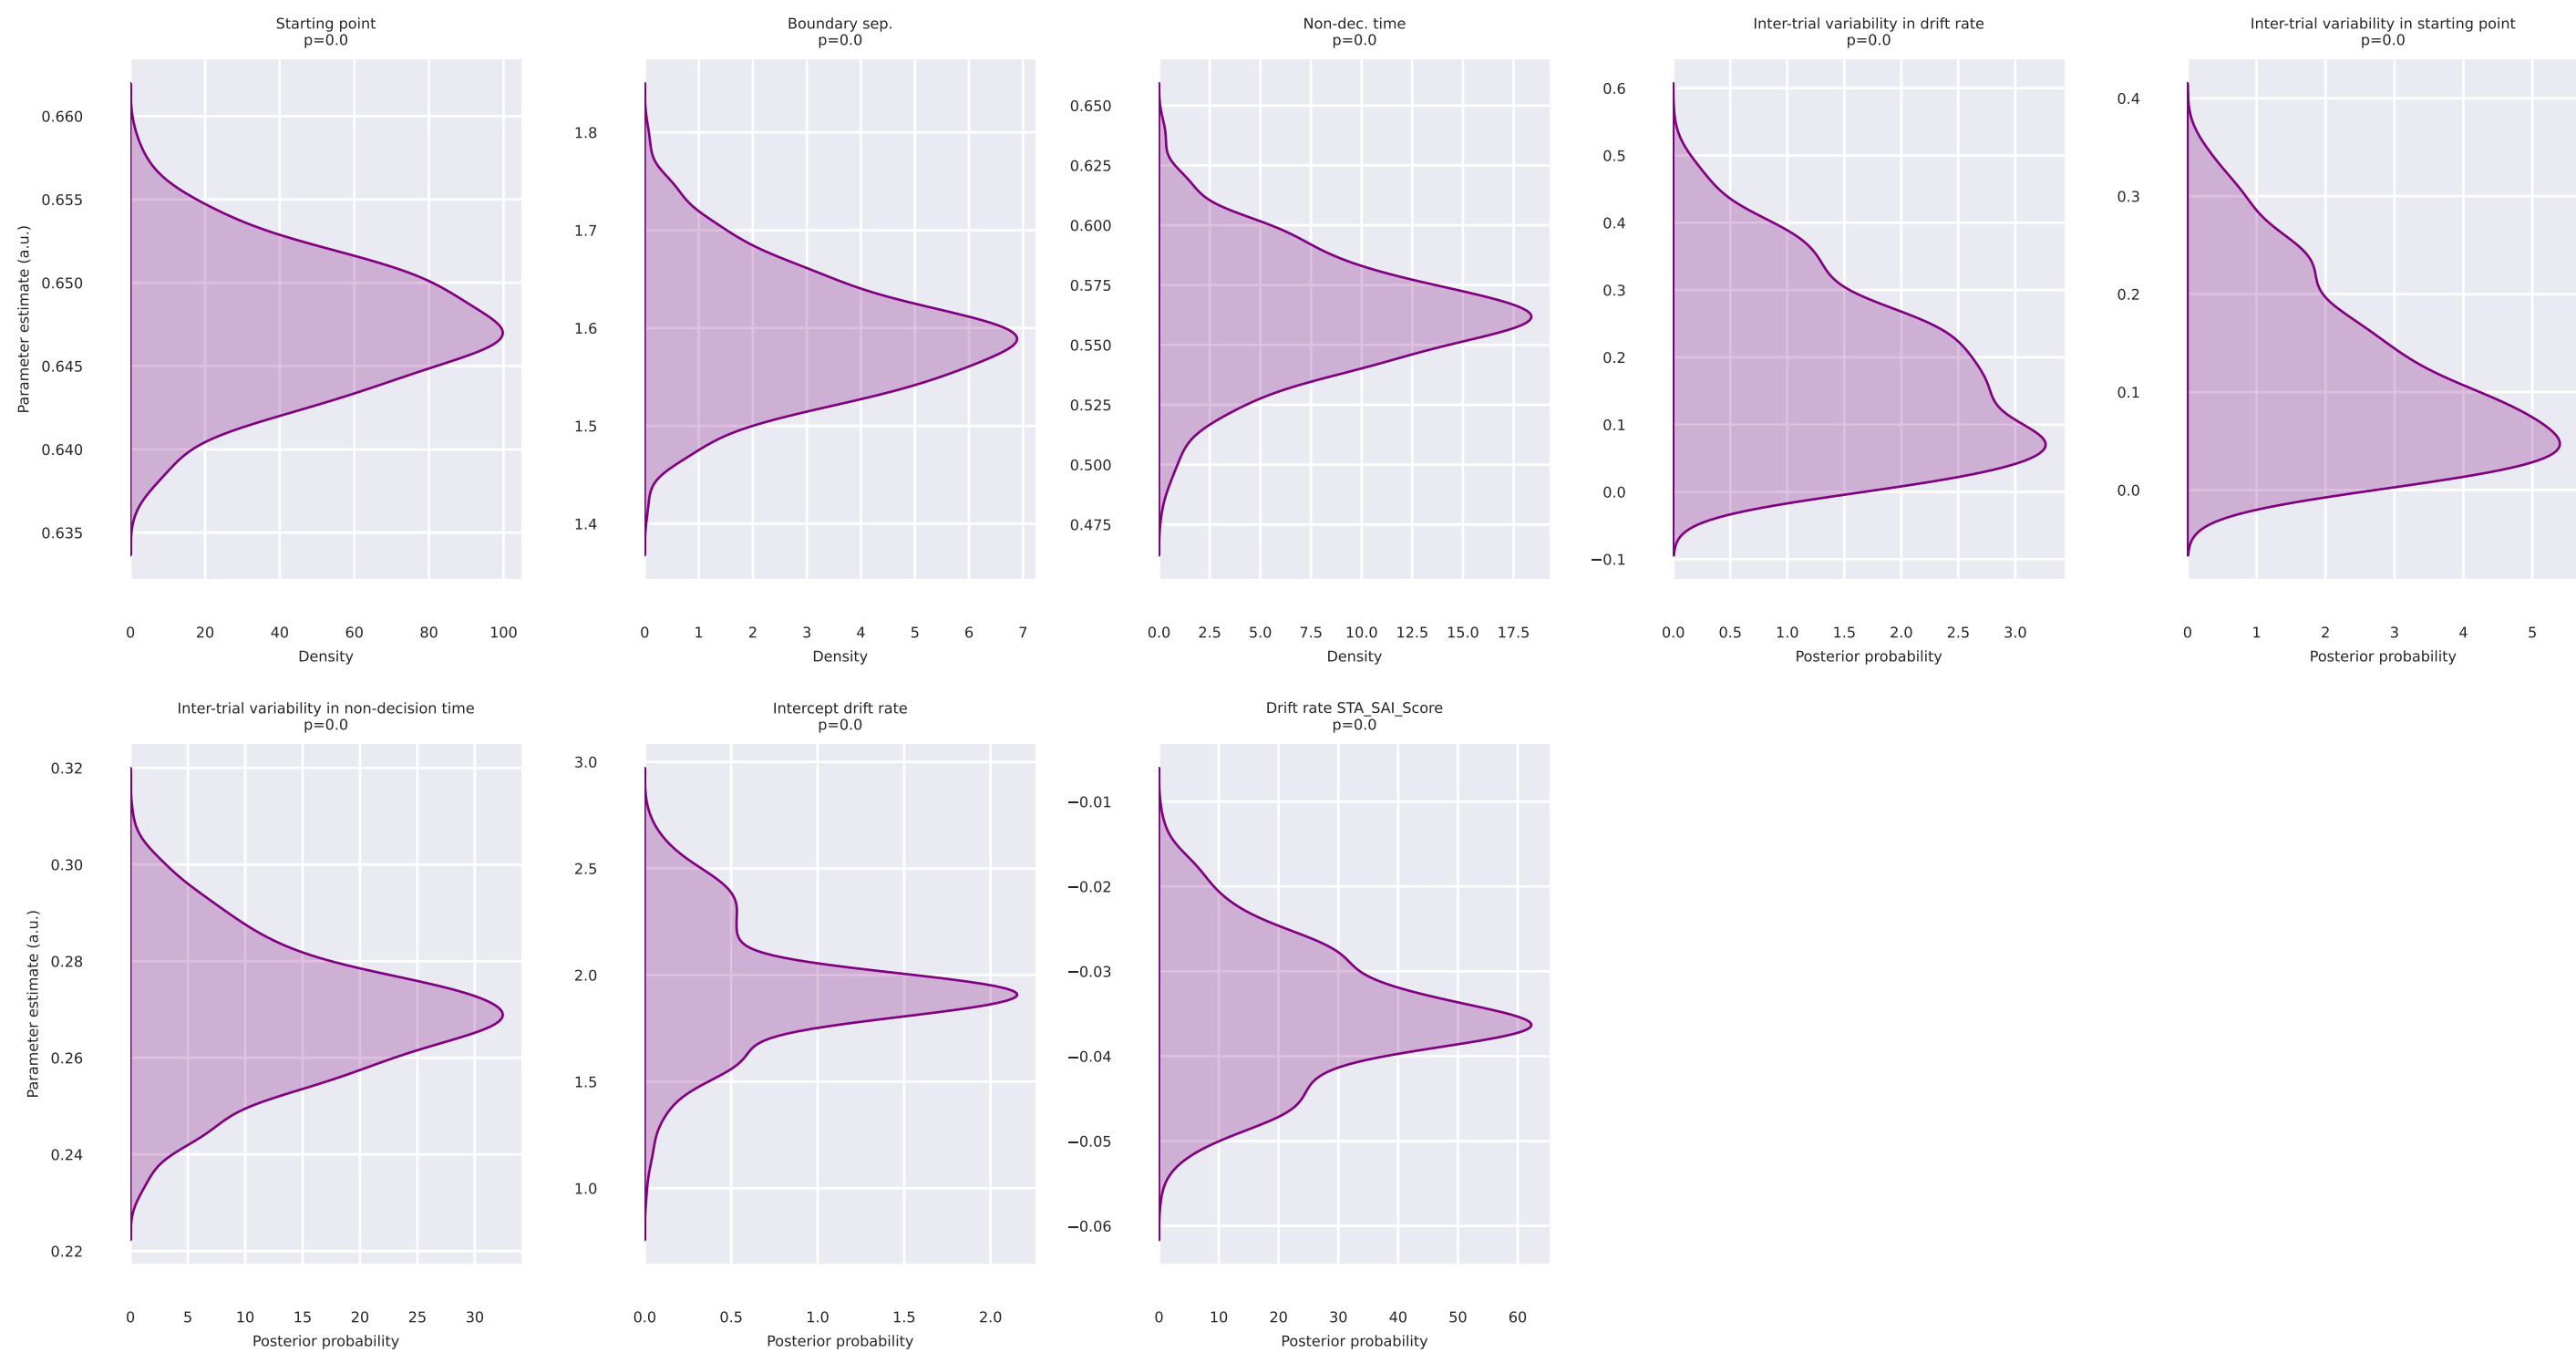 Starting point
p=0.0
Boundary sep.
p=0.0
Non-dec. time
p=0.0
Inter-trial variability in drift rate
p=0.0
Inter-trial variability in starting point
p=0.0
Parameter estimate (a.u.)
0.660
0.655
0.650
0.645
0.640
0.635
0 20 40 60 80 100
Density
1.8
1.7
1.6
1.5
1.4
0 1 2 3 4 5 6 7
Density
0.650
0.625
0.600
0.575
0.550
0.525
0.500
0.475
0.0 2.5 5.0 7.5 10.0 12.5 15.0 17.5
Density
0.6
0.5
0.4
0.3
0.2
0.1
0.0
−0.1
0.0 0.5 1.0 1.5 2.0 2.5 3.0
Posterior probability
0.4
0.3
0.2
0.1
0.0
0 1 2 3 4 5
Posterior probability
Inter-trial variability in non-decision time
p=0.0
Intercept drift rate
p=0.0
Drift rate STA_SAI_Score
p=0.0
Parameter estimate (a.u.)
0.32
0.30
0.28
0.26
0.24
0.22
0 5 10 15 20 25 30
Posterior probability
3.0
2.5
2.0
1.5
1.0
0.0 0.5 1.0 1.5 2.0
Posterior probability
−0.01
−0.02
−0.03
−0.04
−0.05
−0.06
0 10 20 30 40 50 60
Posterior probability